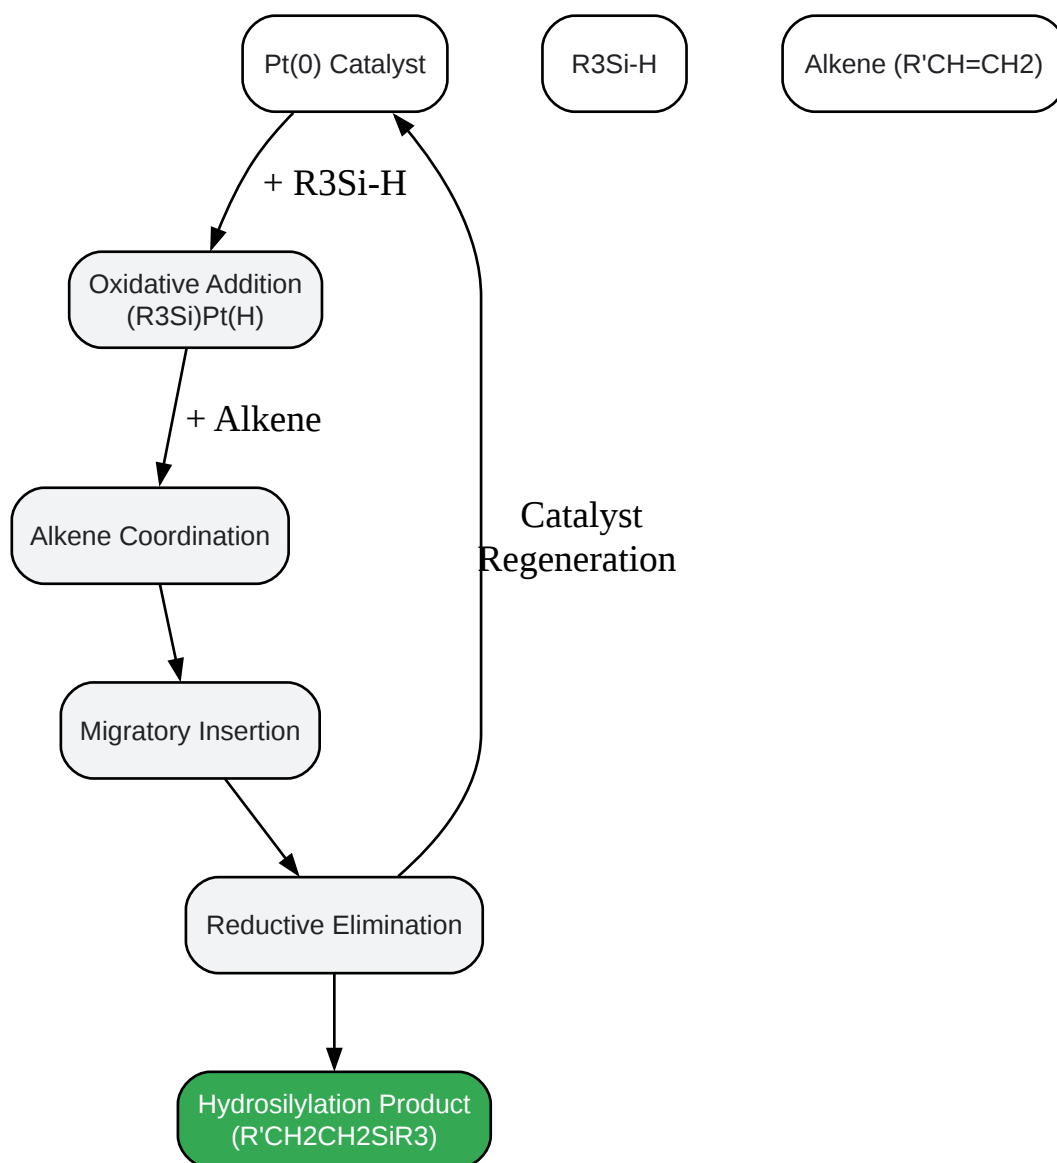 Pt(0) Catalyst
R3Si-H
Alkene (R'CH=CH2)
+ R3Si-H
Oxidative Addition
(R3Si)Pt(H)
+ Alkene
Alkene Coordination
Catalyst
Regeneration
Migratory Insertion
Reductive Elimination
Hydrosilylation Product
(R'CH2CH2SiR3)